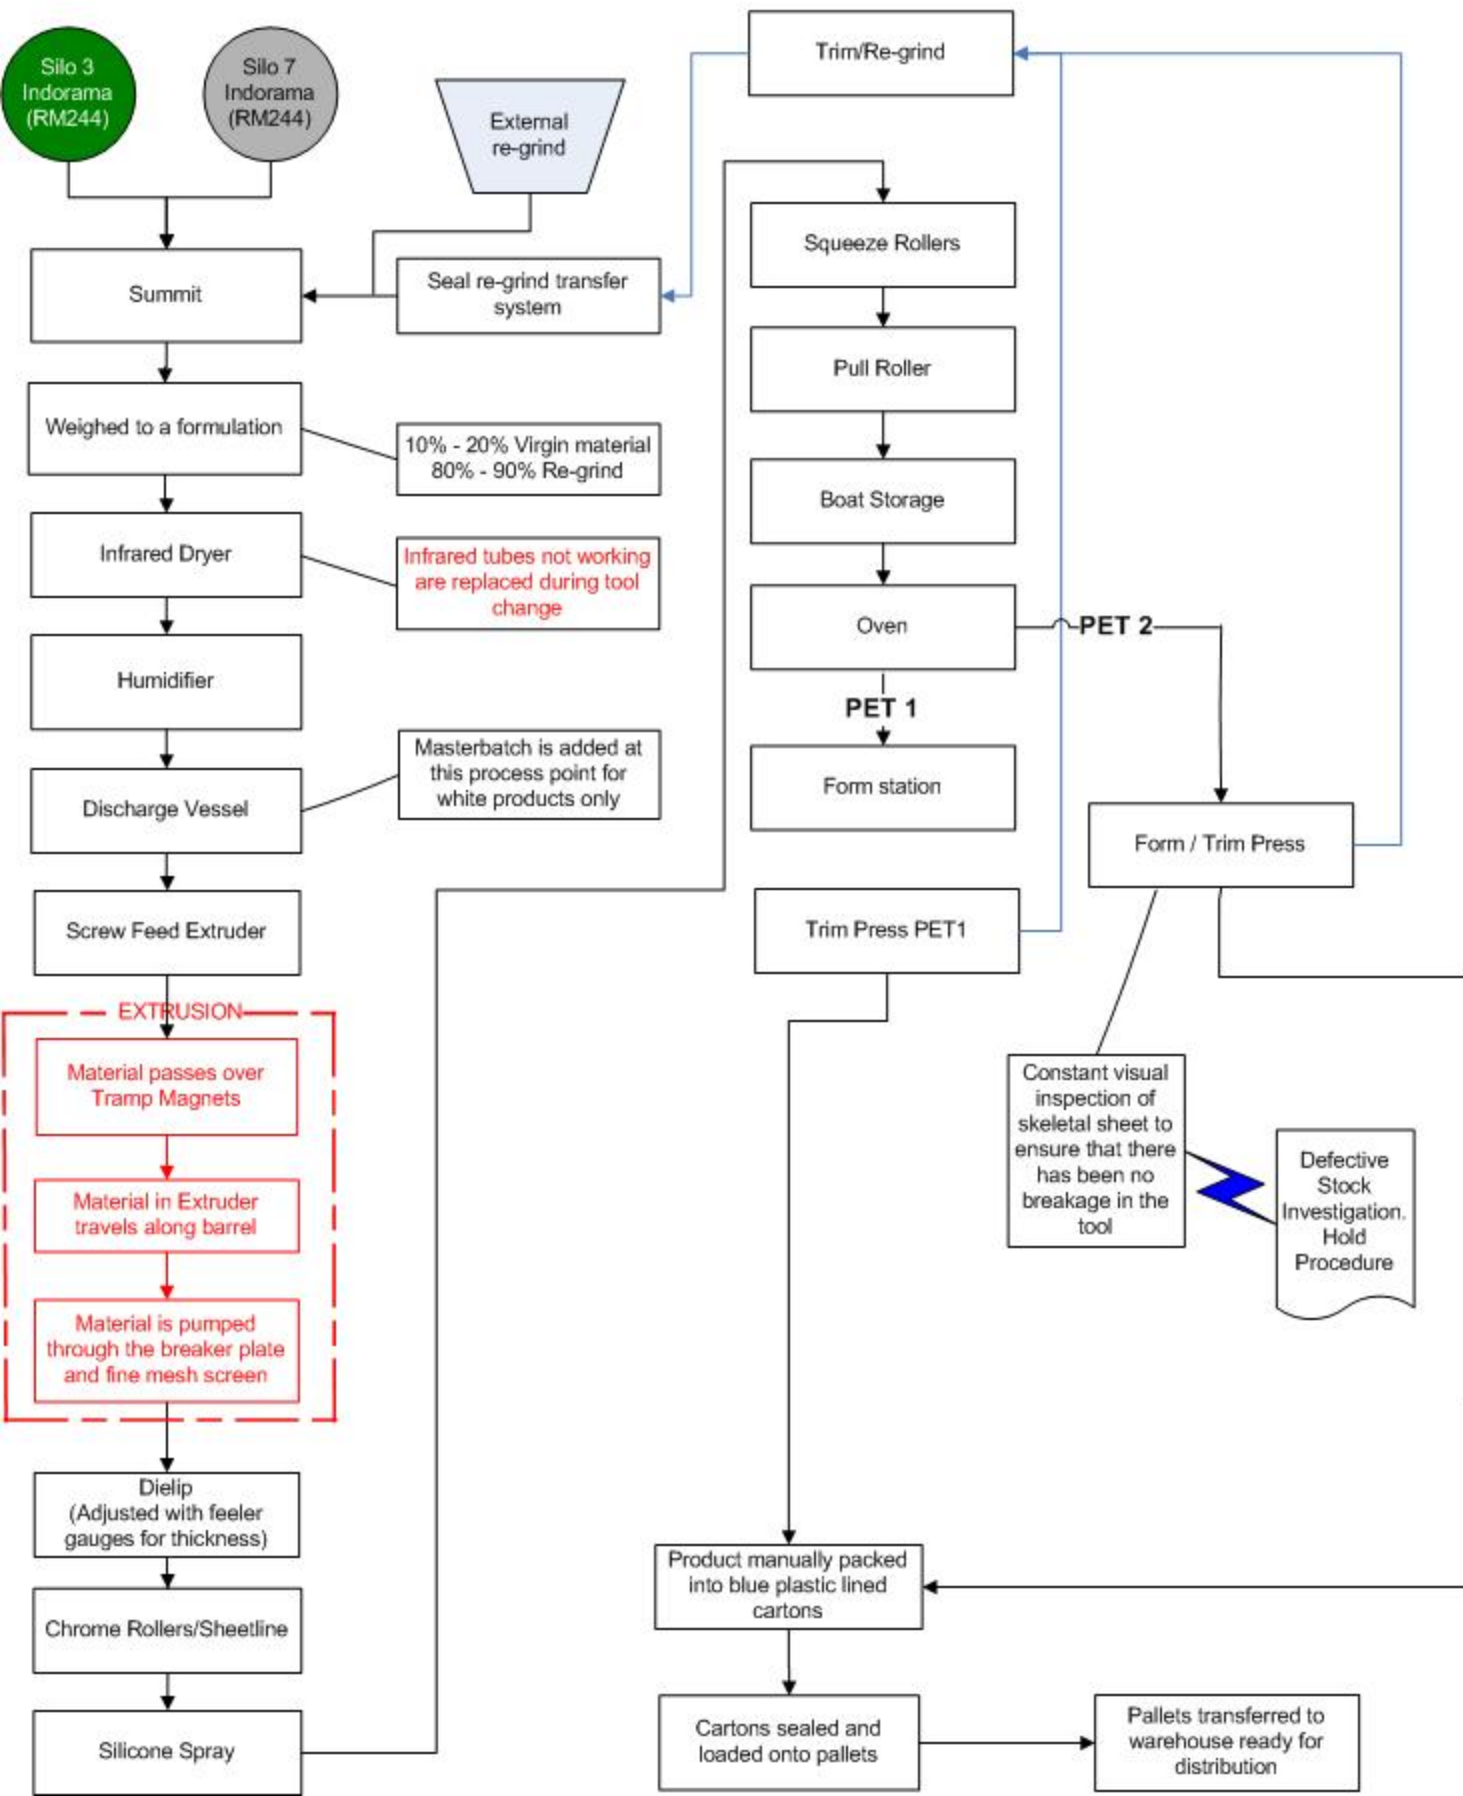 Silo 3
Indorama
(RM244)
Silo 7
Indorama
(RM244)
External
re-grind
Trim/Re-grind
Summit
Seal re-grind transfer
system
Weighed to a formulation
10% - 20% Virgin material
80% - 90% Re-grind
Infrared Dryer
Infrared tubes not working
are replaced during tool
change
Humidifier
Discharge Vessel
Masterbatch is added at
this process point for
white products only
Screw Feed Extruder
EXTRUSION
Material passes over
Tramp Magnets
Material in Extruder
travels along barrel
Material is pumped
through the breaker plate
and fine mesh screen
Dielip
(Adjusted with feeler
gauges for thickness)
Chrome Rollers/Sheetline
Silicone Spray
Squeeze Rollers
Pull Roller
Boat Storage
Oven
PET 2
PET 1
Form station
Form / Trim Press
Trim Press PET1
Constant visual
inspection of
skeletal sheet to
ensure that there
has been no
breakage in the
tool
Defective
Stock
Investigation.
Hold
Procedure
Product manually packed
into blue plastic lined
cartons
Cartons sealed and
loaded onto pallets
Pallets transferred to
warehouse ready for
distribution